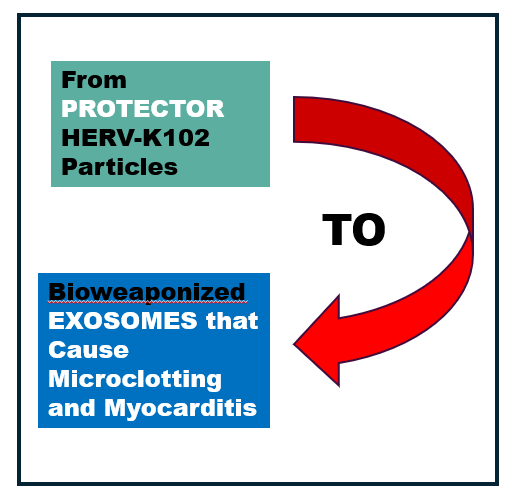 From
PROTECTOR
HERV-K102
Particles
TO
Bioweaponized
EXOSOMES that
Cause
Microclotting
and Myocarditis